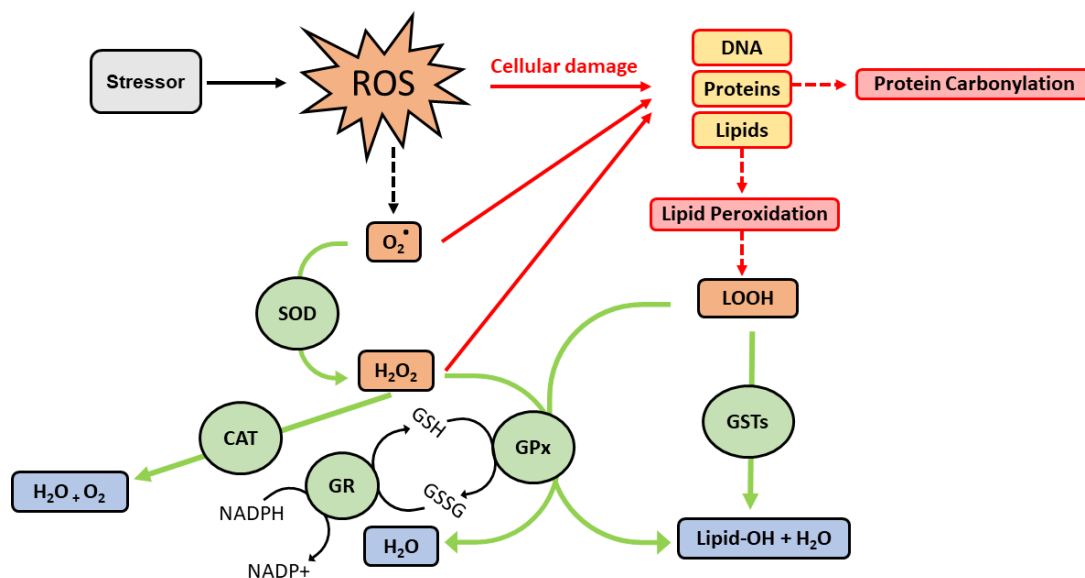 Stressor
ROS
Cellular damage
DNA
Proteins
Lipids
Protein Carbonylation
Lipid Peroxidation
O₂•
SOD
LOOH
H₂O₂
CAT
GSH
GPx
GSTs
H₂O + O₂
GR
GSSG
NADPH
H₂O
Lipid-OH + H₂O
NADP+